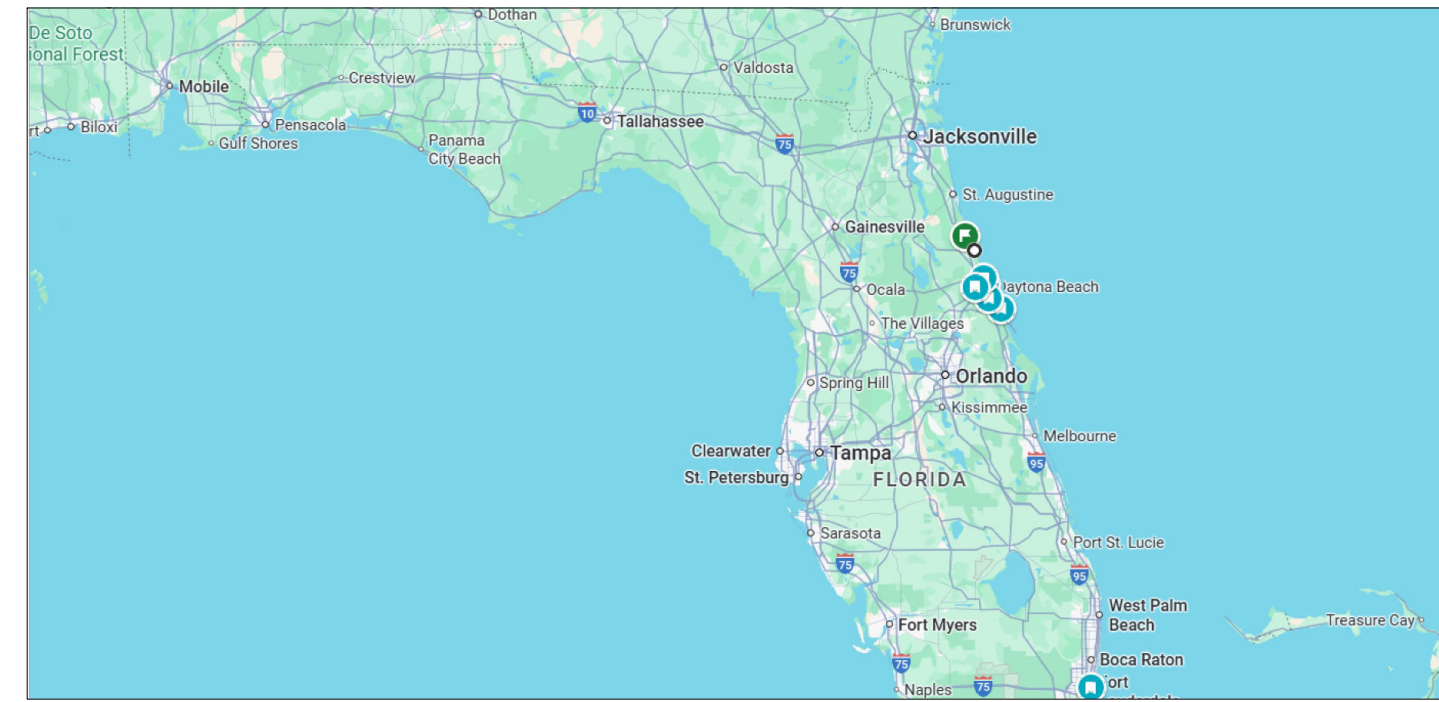 Dothan
Brunswick
De Soto
ional Forest
Valdosta
Crestview
Mobile
10
Tallahassee
rt
Biloxi
Pensacola
Gulf Shores
Panama
City Beach
75
Jacksonville
St. Augustine
Gainesville
75
Ocala
Daytona Beach
The Villages
Orlando
Spring Hill
Kissimmee
Melbourne
Clearwater
Tampa
95
St. Petersburg
FLORIDA
Sarasota
Port St. Lucie
75
95
West Palm
Beach
Treasure Cay
Fort Myers
75
Boca Raton
Naples
75
ort